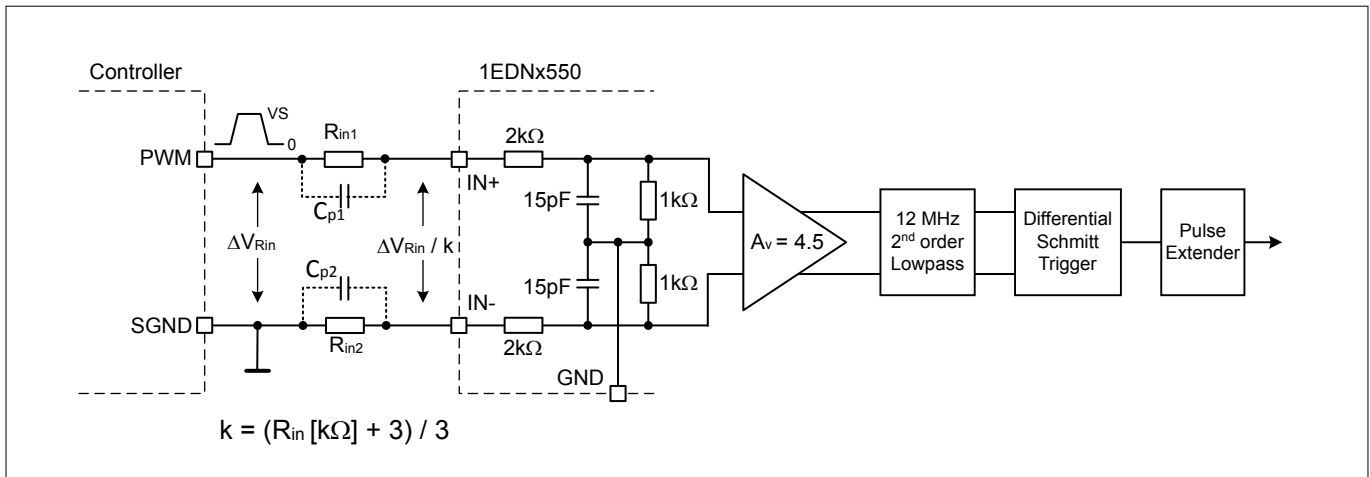 Controller
1EDNx550
VS
0
Rin1
2kΩ
PWM
IN+
Cp1
15pF
1kΩ
ΔVRin
ΔVRin / k
Av = 4.5
12 MHz
2nd order
Lowpass
Differential
Schmitt
Trigger
Pulse
Extender
Cp2
15pF
1kΩ
IN-
SGND
Rin2
2kΩ
GND
k = (Rin [kΩ] + 3) / 3